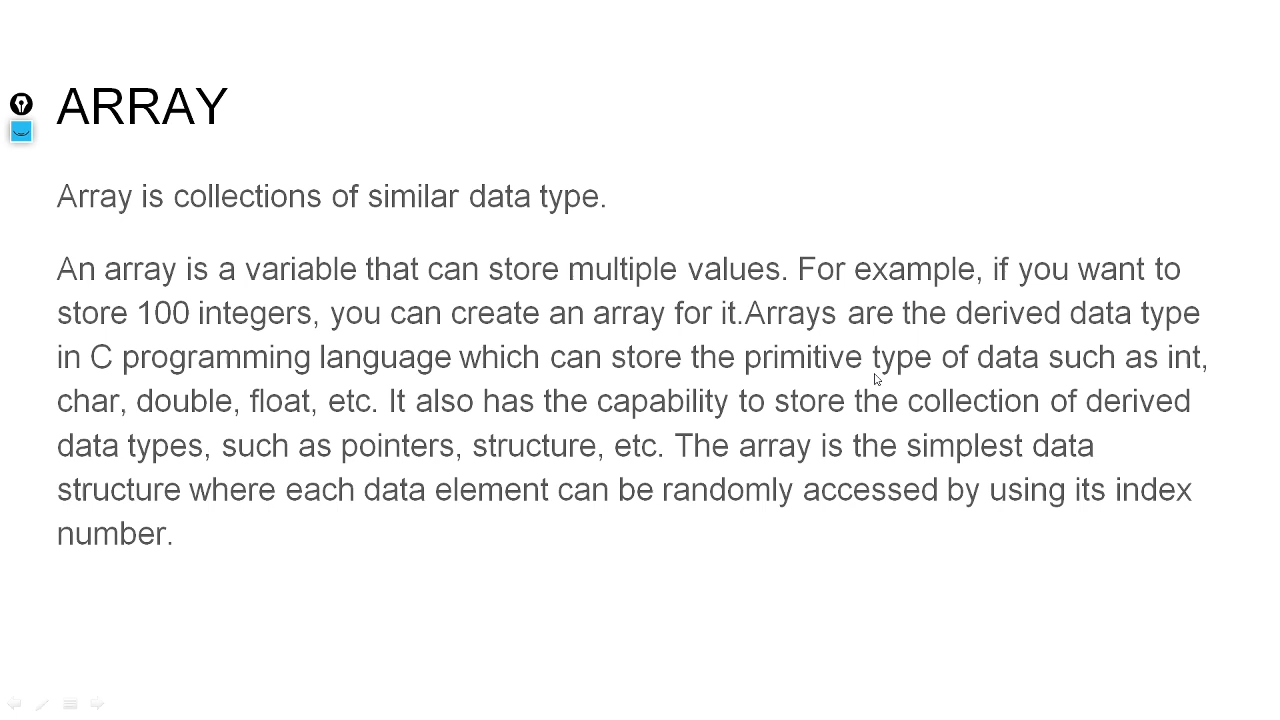 ARRAY
Array is collections of similar data type.
An array is a variable that can store multiple values. For example, if you want to
store 100 integers, you can create an array for it.Arrays are the derived data type
in C programming language which can store the primitive type of data such as int,
char, double, float, etc. It also has the capability to store the collection of derived
data types, such as pointers, structure, etc. The array is the simplest data
structure where each data element can be randomly accessed by using its index
number.